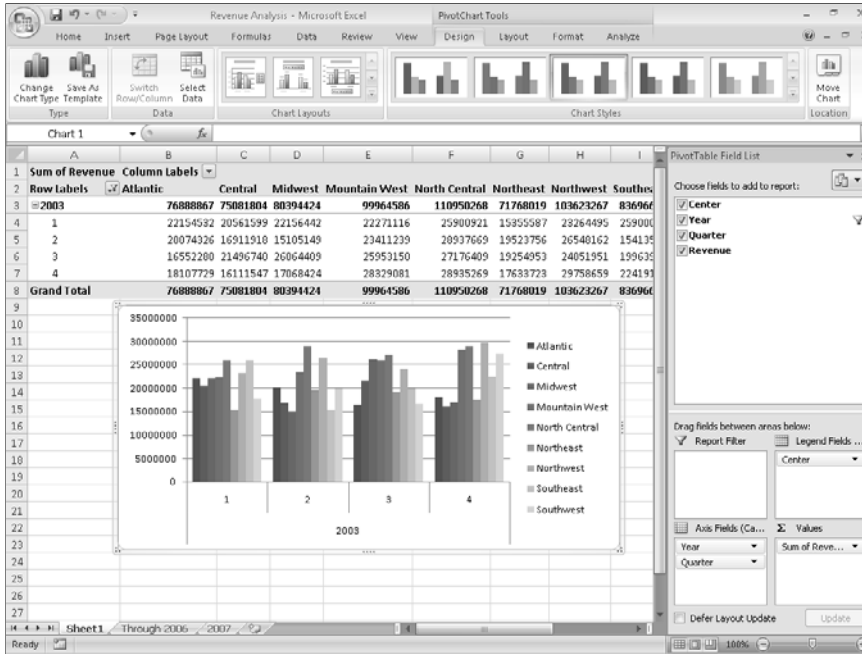 Revenue Analysis - Microsoft Excel
PivotChart Tools
Home Insert Page Layout Formulas Data Review View Design Layout Format Analyze
Change Chart Type
Save As Template
Switch Row/Column
Select Data
Move Chart
Type Data Chart Layouts Chart Styles Location
Chart 1 fx
A B C D E F G H I
1 Sum of Revenue Column Labels
2 Row Labels Atlantic Central Midwest Mountain West North Central Northeast Northwest Southea
3 2003 76888867 75081804 80394424 99964586 110950268 71768019 103623267 836966
4 1 22154532 20561599 22156442 22271116 25900921 15355587 23264495 259000
5 2 20074326 16911910 15105149 23411239 28937669 19523756 26540162 154135
6 3 16552280 21496740 26064409 25953150 27176409 19254953 24051951 199639
7 4 18107729 16111547 17068424 28329081 28935269 17633723 29758659 224191
8 Grand Total 76888867 75081804 80394424 99964586 110950268 71768019 103623267 836966
9
10
11
12
13
14
15
16
17
18
19
20
21
22
23
24
25
26
27
35000000
30000000
25000000
20000000
15000000
10000000
5000000
0
1 2 3 4
2003
Atlantic
Central
Midwest
Mountain West
North Central
Northeast
Northwest
Southeast
Southwest
PivotTable Field List
Choose fields to add to report:
Center
Year
Quarter
Revenue
Drag fields between areas below:
Report Filter
Legend Fields ...
Center
Axis Fields (Ca...
Σ Values
Year
Quarter
Sum of Reve...
Defer Layout Update
Update
Sheet1 Through 2006 2007
Ready
100%